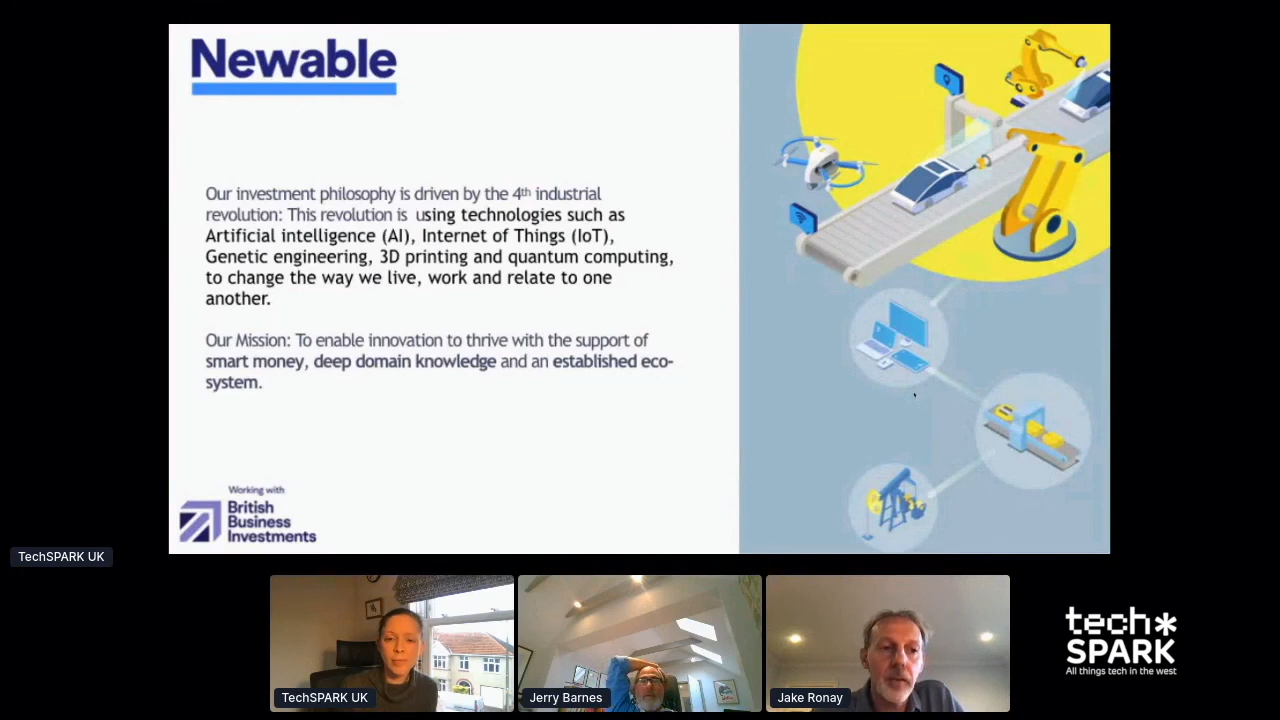 Newable
Our investment philosophy is driven by the 4th industrial
revolution: This revolution is using technologies such as
Artificial intelligence (AI), Internet of Things (IoT),
Genetic engineering, 3D printing and quantum computing,
to change the way we live, work and relate to one
another.
Our Mission: To enable innovation to thrive with the support of
smart money, deep domain knowledge and an established eco-
system.
Working with
British
Business
Investments
TechSPARK UK
TechSPARK UK
Jerry Barnes
Jake Ronay
tech
SPARK
All things tech in the west